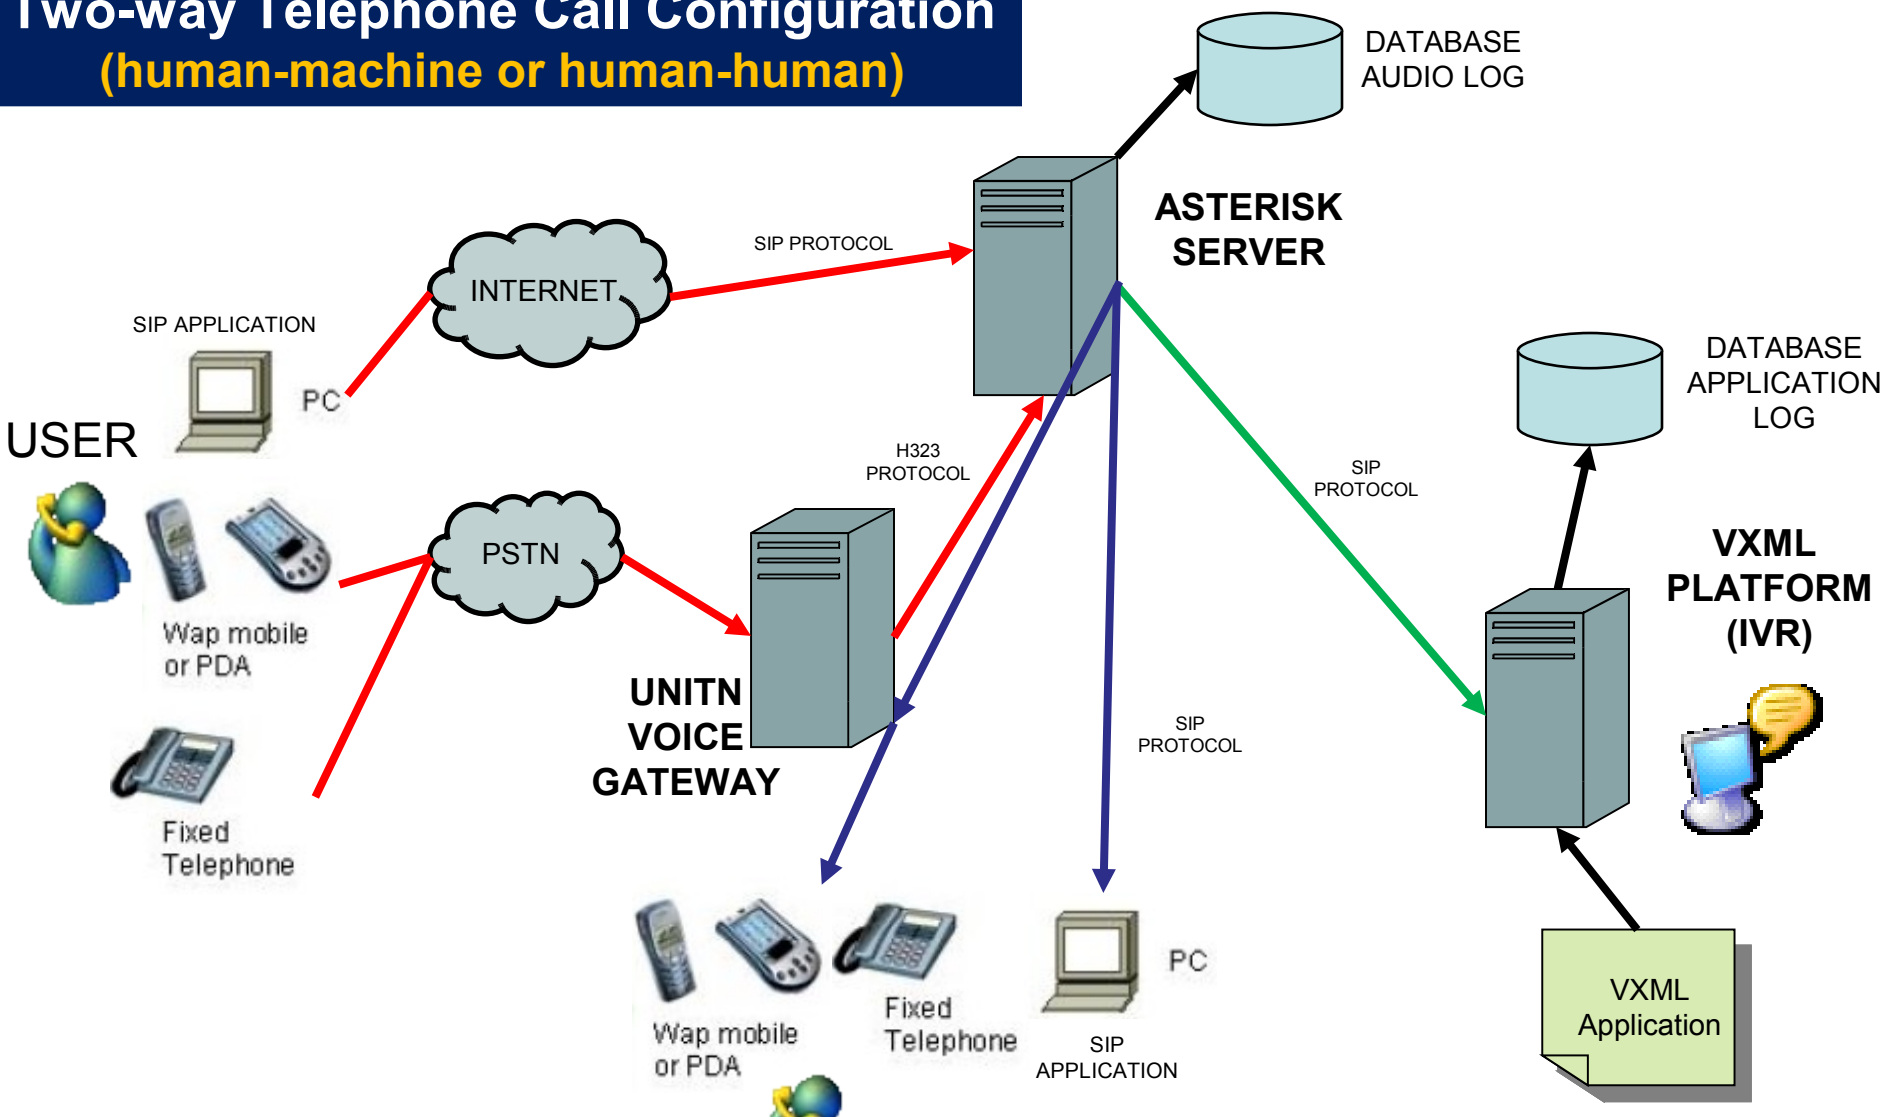 Two-way Telephone Call Configuration
(human-machine or human-human)
DATABASE
AUDIO LOG
ASTERISK
SERVER
SIP PROTOCOL
INTERNET
SIP APPLICATION
PC
USER
DATABASE
APPLICATION
LOG
H323
PROTOCOL
SIP
PROTOCOL
PSTN
VXML
PLATFORM
(IVR)
Wap mobile
or PDA
UNITN
VOICE
GATEWAY
SIP
PROTOCOL
Fixed
Telephone
PC
Wap mobile
or PDA
Fixed
Telephone
SIP
APPLICATION
VXML
Application